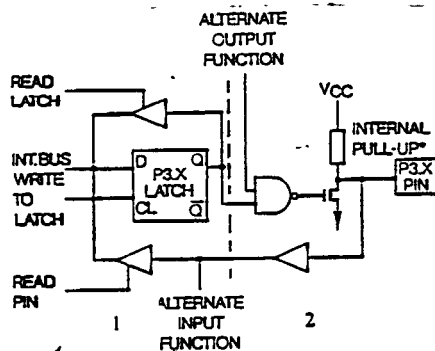 ALTERNATE
OUTPUT
FUNCTION
READ
LATCH
VCC
INTERNAL
PULL-UP*
INT.BUS
WRITE
TO
LATCH
D
Q
P3.X
LATCH
CL
Q̅
P3.X
PIN
READ
PIN
ALTERNATE
INPUT
FUNCTION
1
2